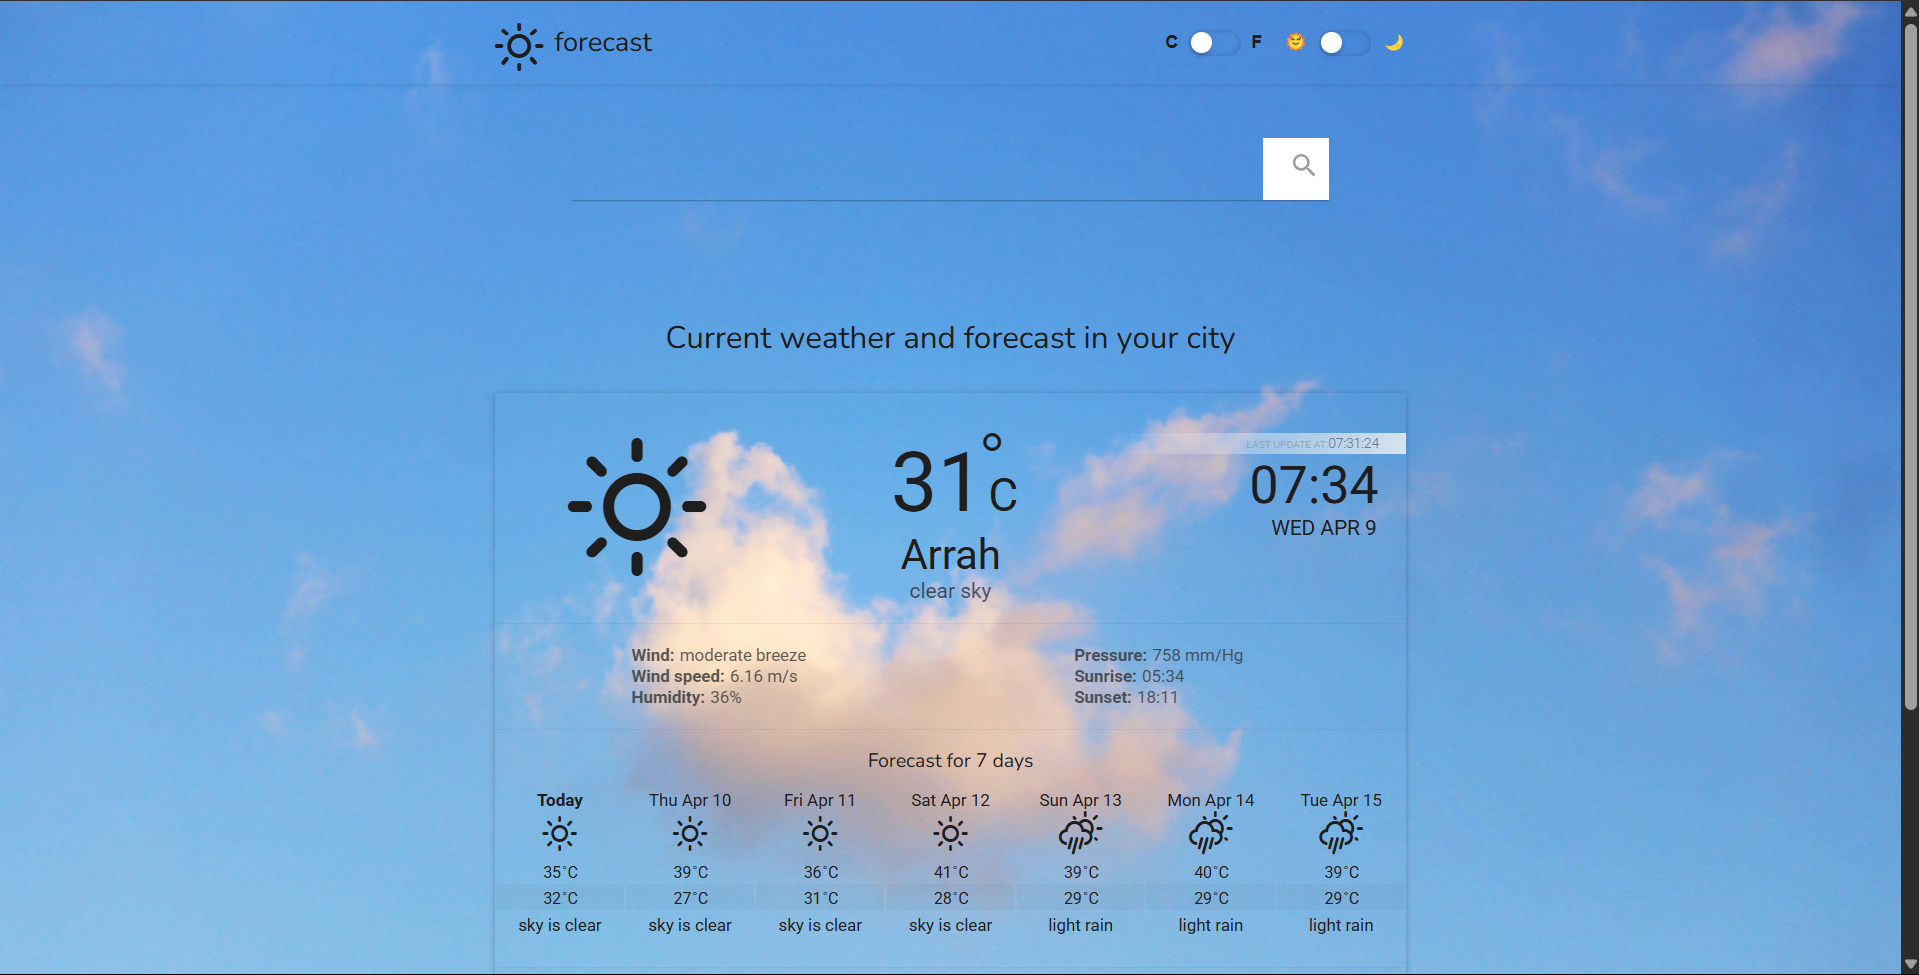 forecast
C F
Current weather and forecast in your city
LAST UPDATE AT:07:31:24
31°C
07:34
WED APR 9
Arrah
clear sky
Wind: moderate breeze
Wind speed: 6.16 m/s
Humidity: 36%
Pressure: 758 mm/Hg
Sunrise: 05:34
Sunset: 18:11
Forecast for 7 days
Today Thu Apr 10 Fri Apr 11 Sat Apr 12 Sun Apr 13 Mon Apr 14 Tue Apr 15
35°C 39°C 36°C 41°C 39°C 40°C 39°C
32°C 27°C 31°C 28°C 29°C 29°C 29°C
sky is clear sky is clear sky is clear sky is clear light rain light rain light rain